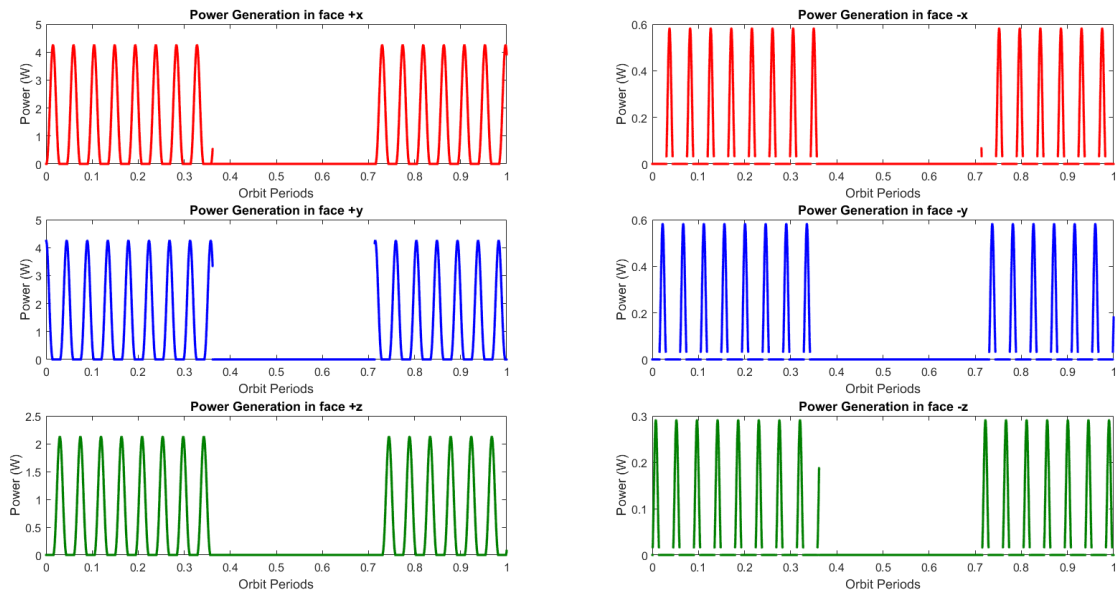 Power Generation in face +x
Power (W)
5
4
3
2
1
0
0 0.1 0.2 0.3 0.4 0.5 0.6 0.7 0.8 0.9 1
Orbit Periods
Power Generation in face -x
Power (W)
0.6
0.4
0.2
0
0 0.1 0.2 0.3 0.4 0.5 0.6 0.7 0.8 0.9 1
Orbit Periods
Power Generation in face +y
Power (W)
5
4
3
2
1
0
0 0.1 0.2 0.3 0.4 0.5 0.6 0.7 0.8 0.9 1
Orbit Periods
Power Generation in face -y
Power (W)
0.6
0.4
0.2
0
0 0.1 0.2 0.3 0.4 0.5 0.6 0.7 0.8 0.9 1
Orbit Periods
Power Generation in face +z
Power (W)
2.5
2
1.5
1
0.5
0
0 0.1 0.2 0.3 0.4 0.5 0.6 0.7 0.8 0.9 1
Orbit Periods
Power Generation in face -z
Power (W)
0.3
0.2
0.1
0
0 0.1 0.2 0.3 0.4 0.5 0.6 0.7 0.8 0.9 1
Orbit Periods